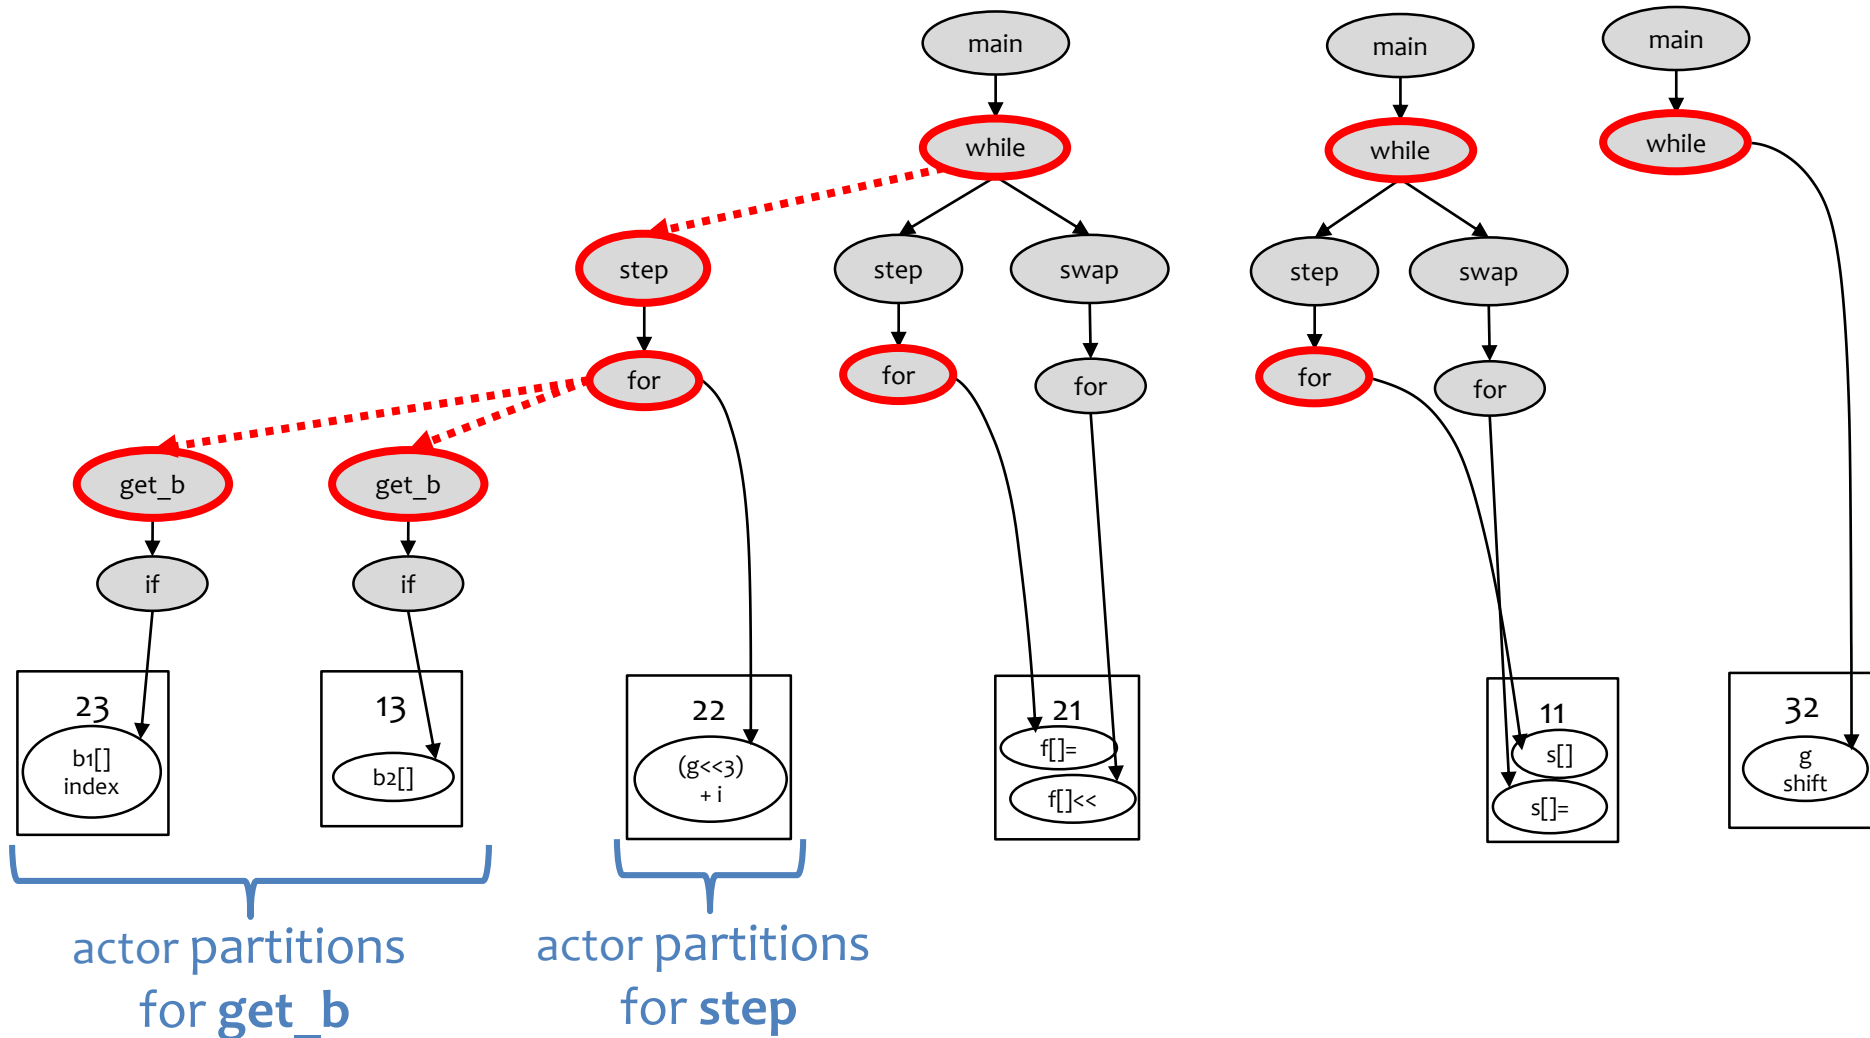 main
main
main
while
while
while
step
step
swap
step
swap
for
for
for
for
for
get_b
get_b
if
if
23
b1[]
index
13
b2[]
22
(g<<3)
+ i
21
f[]=
f[]<<
11
s[]
s[]=
32
g
shift
actor partitions
for get_b
actor partitions
for step